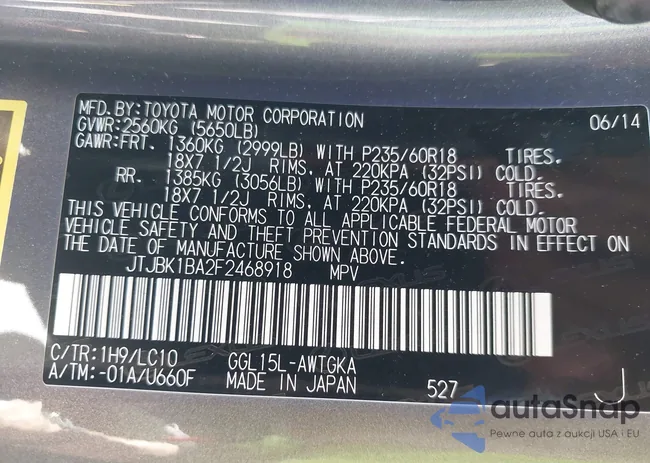 MFD.BY:TOYOTA MOTOR CORPORATION 06/14
GVWR:2560KG (5650LB)
GAWR:FRT. 1360KG (2999LB) WITH P235/60R18 TIRES.
18X7 1/2J RIMS, AT 220KPA (32PSI) COLD.
RR. 1385KG (3056LB) WITH P235/60R18 TIRES.
18X7 1/2J RIMS, AT 220KPA (32PSI) COLD.
THIS VEHICLE CONFORMS TO ALL APPLICABLE FEDERAL MOTOR
VEHICLE SAFETY AND THEFT PREVENTION STANDARDS IN EFFECT ON
THE DATE OF MANUFACTURE SHOWN ABOVE.
JTJBK1BA2F2468918 MPV
C/TR:1H9/LC10 GGL15L-AWTGKA
A/TM:-01A/U660F MADE IN JAPAN 527 J
autaSnap
Pewne auta z aukcji USA i EU